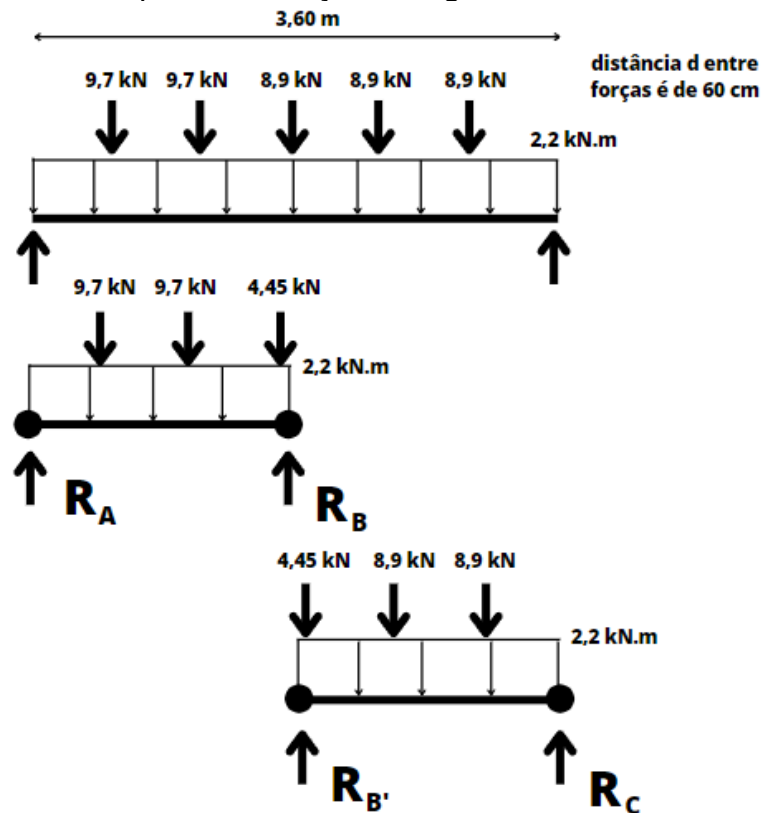 3,60 m
distância d entre
forças é de 60 cm
9,7 kN 9,7 kN 8,9 kN 8,9 kN 8,9 kN
2,2 kN.m
9,7 kN 9,7 kN 4,45 kN
2,2 kN.m
RA RB
4,45 kN 8,9 kN 8,9 kN
2,2 kN.m
RB' RC